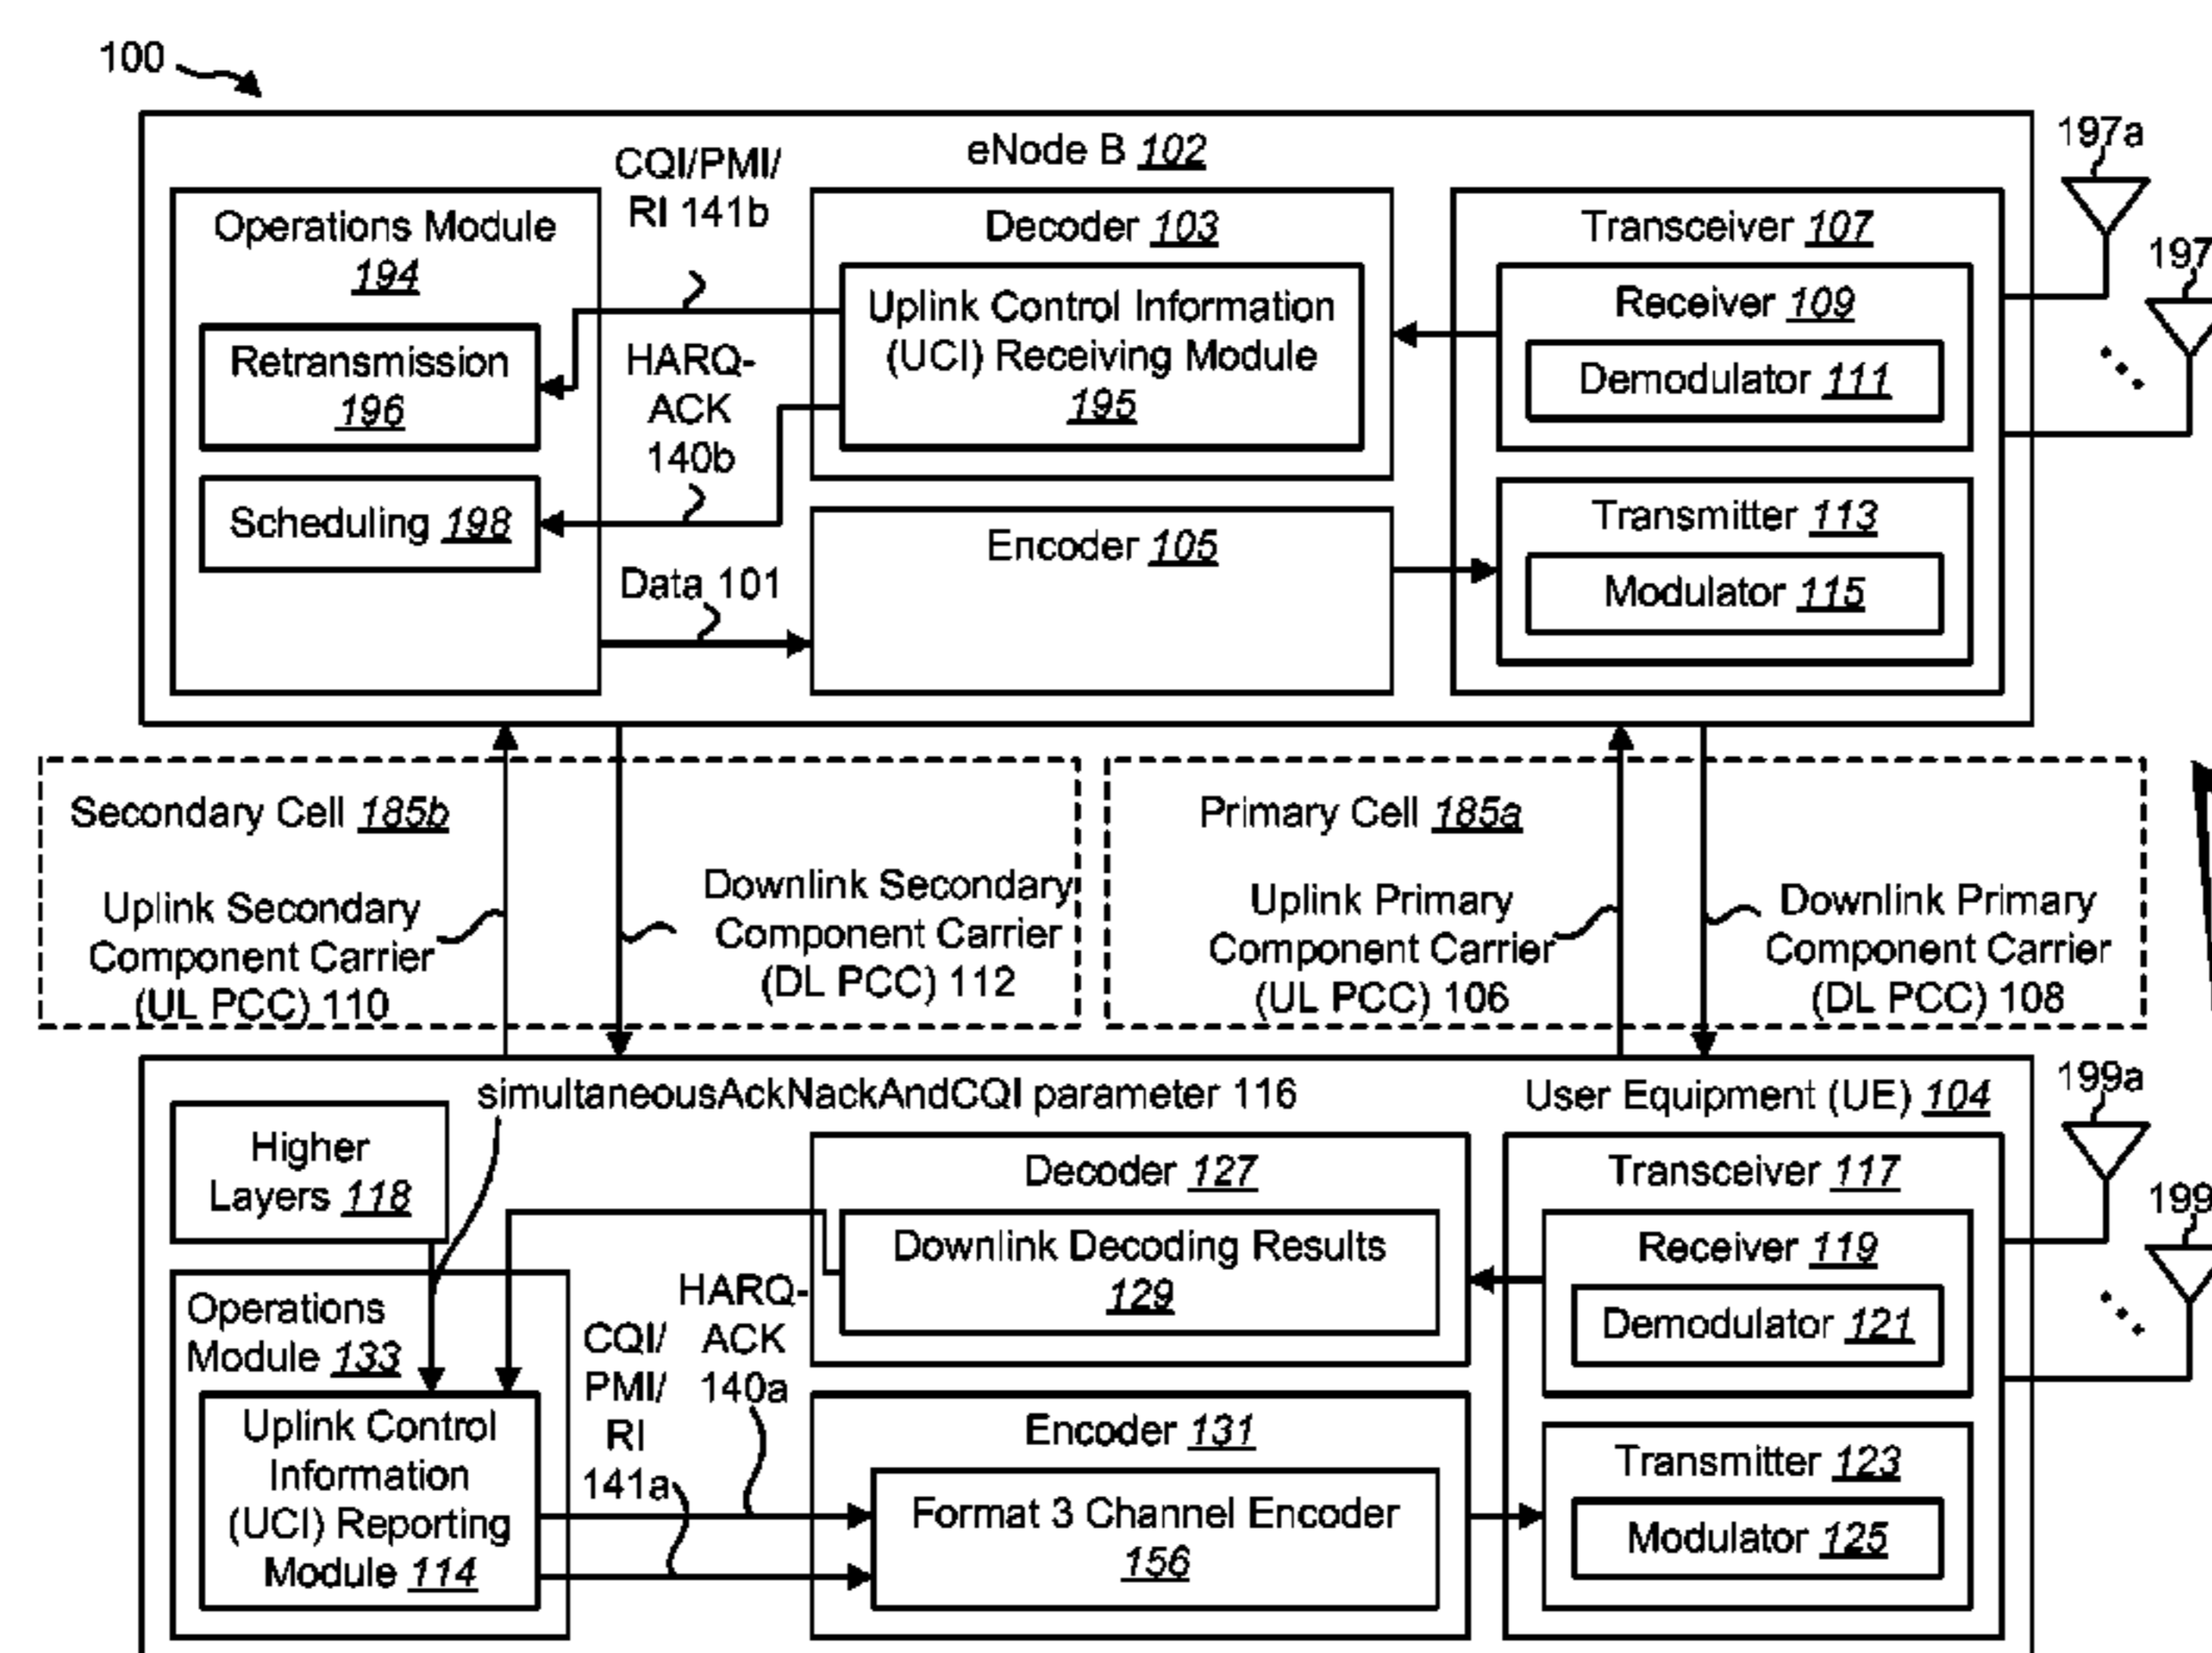 100
eNode B 102
197a
197
CQI/PMI/
RI 141b
Operations Module
194
Retransmission
196
Scheduling 198
HARQ-
ACK
140b
Data 101
Decoder 103
Uplink Control Information
(UCI) Receiving Module
195
Encoder 105
Transceiver 107
Receiver 109
Demodulator 111
Transmitter 113
Modulator 115
Secondary Cell 185b
Uplink Secondary
Component Carrier
(UL PCC) 110
Downlink Secondary
Component Carrier
(DL PCC) 112
Primary Cell 185a
Uplink Primary
Component Carrier
(UL PCC) 106
Downlink Primary
Component Carrier
(DL PCC) 108
simultaneousAckNackAndCQI parameter 116
User Equipment (UE) 104
199a
199
Higher
Layers 118
Operations
Module 133
Uplink Control
Information
(UCI) Reporting
Module 114
CQI/
PMI/
RI
141a
HARQ-
ACK
140a
Decoder 127
Downlink Decoding Results
129
Encoder 131
Format 3 Channel Encoder
156
Transceiver 117
Receiver 119
Demodulator 121
Transmitter 123
Modulator 125